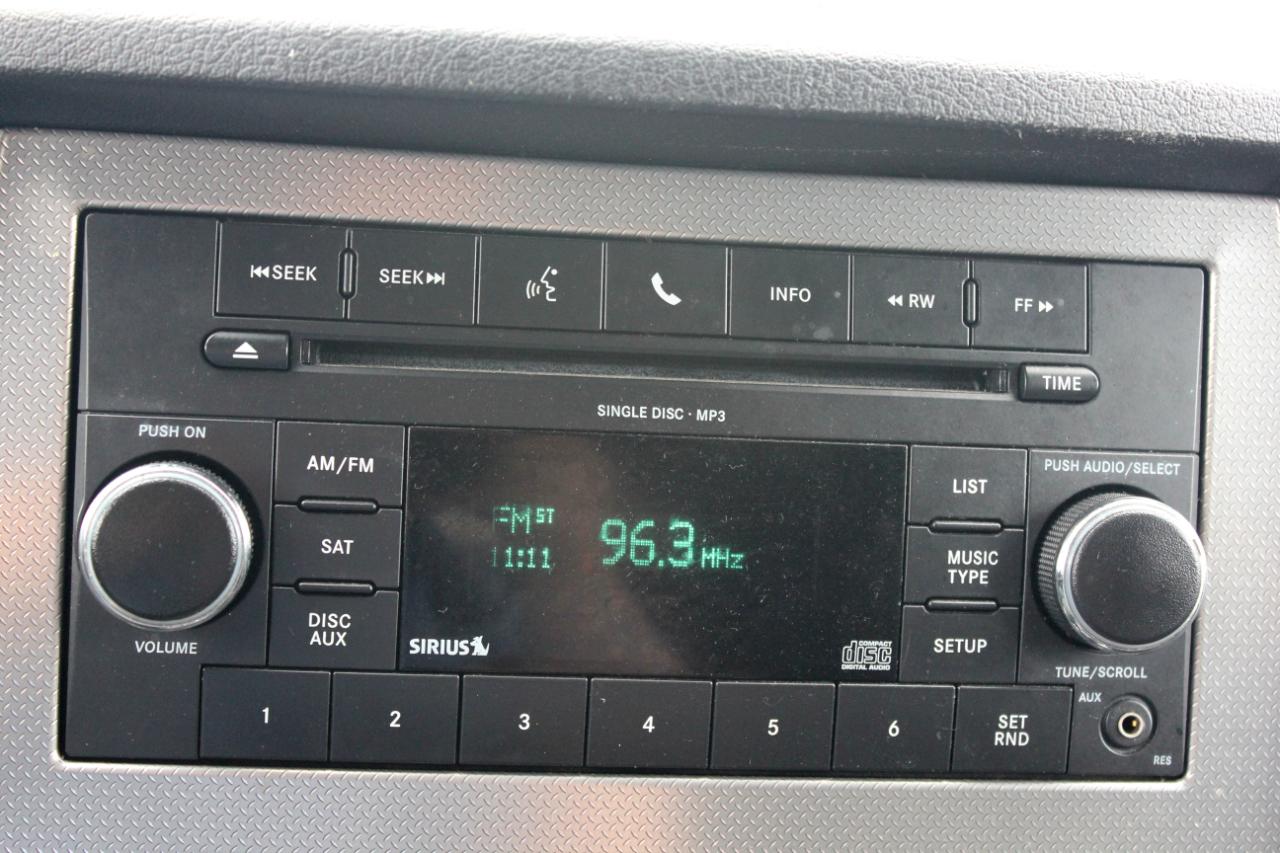 SEEK
SEEK
INFO
RW
FF
TIME
SINGLE DISC · MP3
PUSH ON
VOLUME
AM/FM
SAT
DISC
AUX
FM ST
11:11
96.3 MHz
SIRIUS
COMPACT
disc
DIGITAL AUDIO
LIST
MUSIC
TYPE
SETUP
PUSH AUDIO/SELECT
TUNE/SCROLL
1
2
3
4
5
6
SET
RND
AUX
RES